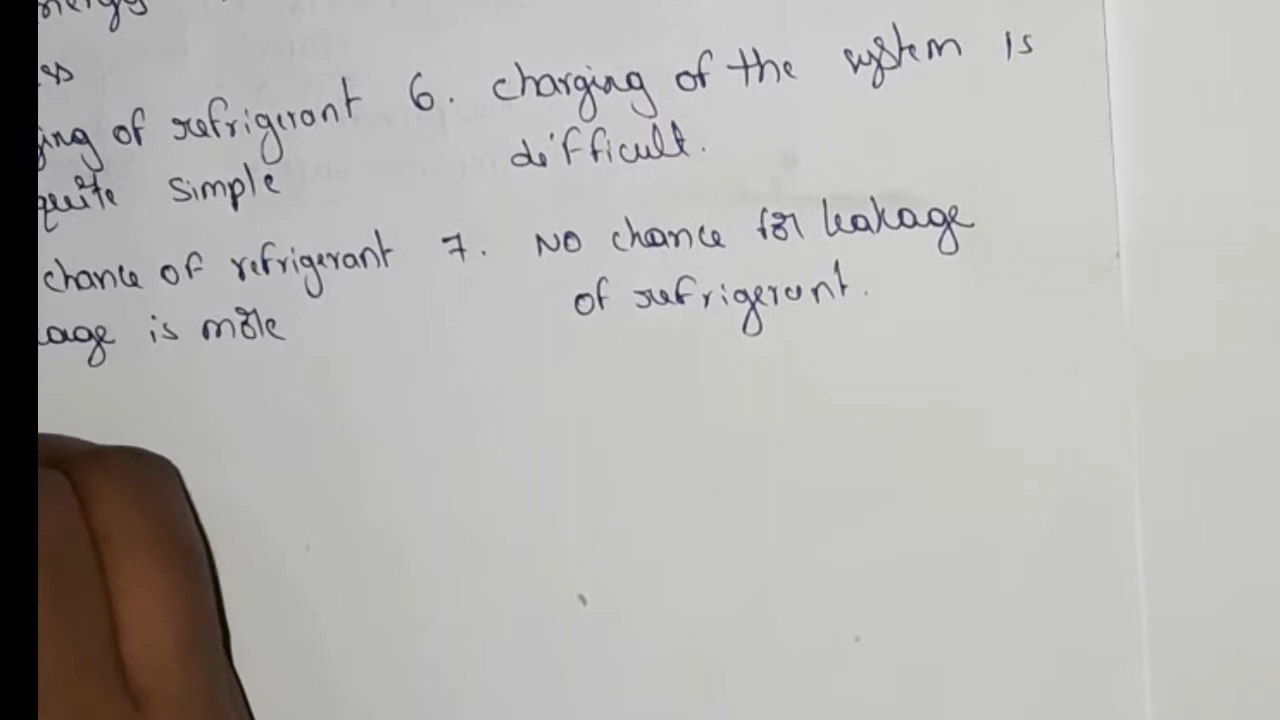 ing of refrigerant 6. charging of the system is
quite simple difficult.
chance of refrigerant 7. NO chance for leakage
age is more of refrigerant.